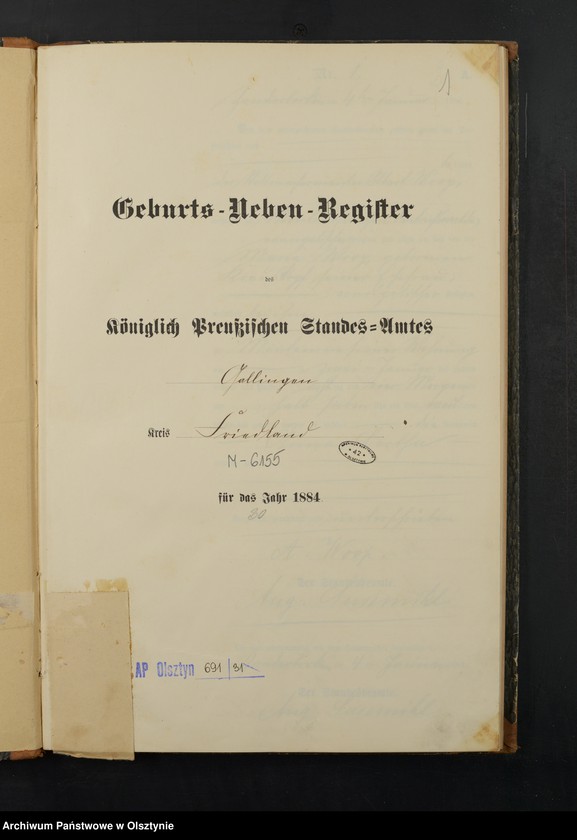 1
Geburts-Neben-Register
des
Königlich Preußischen Standes-Amtes
Gallingen
Kreis Friedland
M-6155
für das Jahr 1884
20
AP Olsztyn 691/31
Archiwum Państwowe w Olsztynie